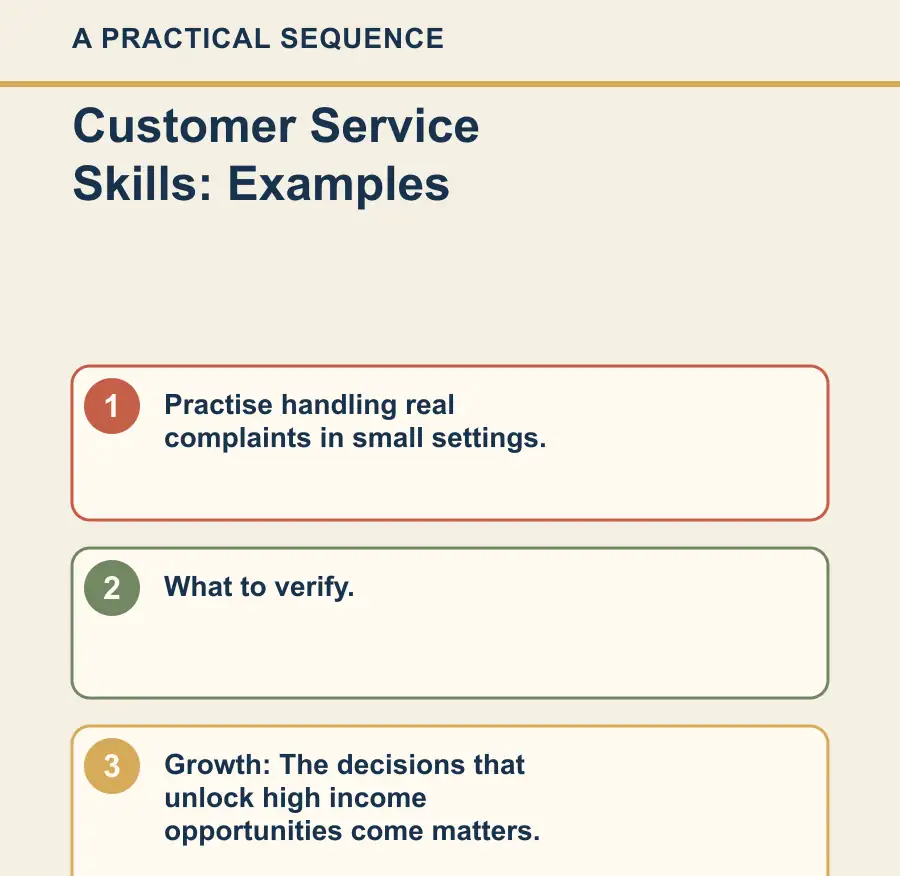 A PRACTICAL SEQUENCE
Customer Service
Skills: Examples
1
Practise handling real
complaints in small settings.
2
What to verify.
3
Growth: The decisions that
unlock high income
opportunities come matters.